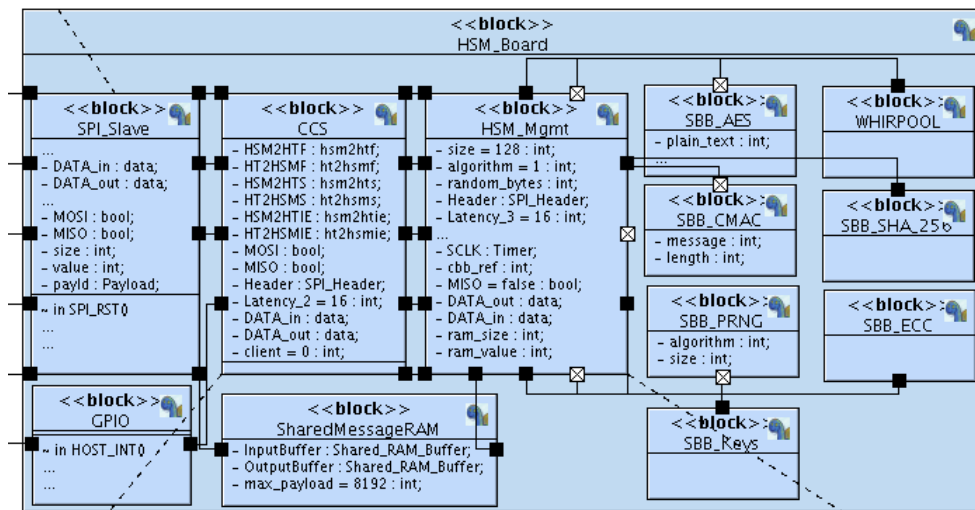 <<block>>
HSM_Board
<<block>>
SPI_Slave
...
- DATA_in : data;
- DATA_out : data;
...
- MOSI : bool;
- MISO : bool;
- size : int;
- value : int;
- payId : Payload;
~ in SPI_RST()
...
...
<<block>>
CCS
- HSM2HTF : hsm2htf;
- HT2HSMF : ht2hsmf;
- HSM2HTS : hsm2hts;
- HT2HSMS : ht2hsms;
- HSM2HTIE : hsm2htie;
- HT2HSMIE : ht2hsmie;
- MOSI : bool;
- MISO : bool;
- Header : SPI_Header;
- Latency_2 = 16 : int;
- DATA_in : data;
- DATA_out : data;
- client = 0 : int;
<<block>>
HSM_Mgmt
- size = 128 : int;
- algorithm = 1 : int;
- random_bytes : int;
- Header : SPI_Header;
- Latency_3 = 16 : int;
...
- SCLK : Timer;
- cbb_ref : int;
- MISO = false : bool;
- DATA_out : data;
- DATA_in : data;
- ram_size : int;
- ram_value : int;
<<block>>
SBB_AES
- plain_text : int;
...
<<block>>
WHIRPOOL
<<block>>
SBB_CMAC
- message : int;
- length : int;
<<block>>
SBB_SHA_256
<<block>>
SBB_PRNG
- algorithm : int;
- size : int;
<<block>>
SBB_ECC
<<block>>
GPIO
~ in HOST_INT()
...
...
<<block>>
SharedMessageRAM
- InputBuffer : Shared_RAM_Buffer;
- OutputBuffer : Shared_RAM_Buffer;
- max_payload = 8192 : int;
<<block>>
SBB_Keys